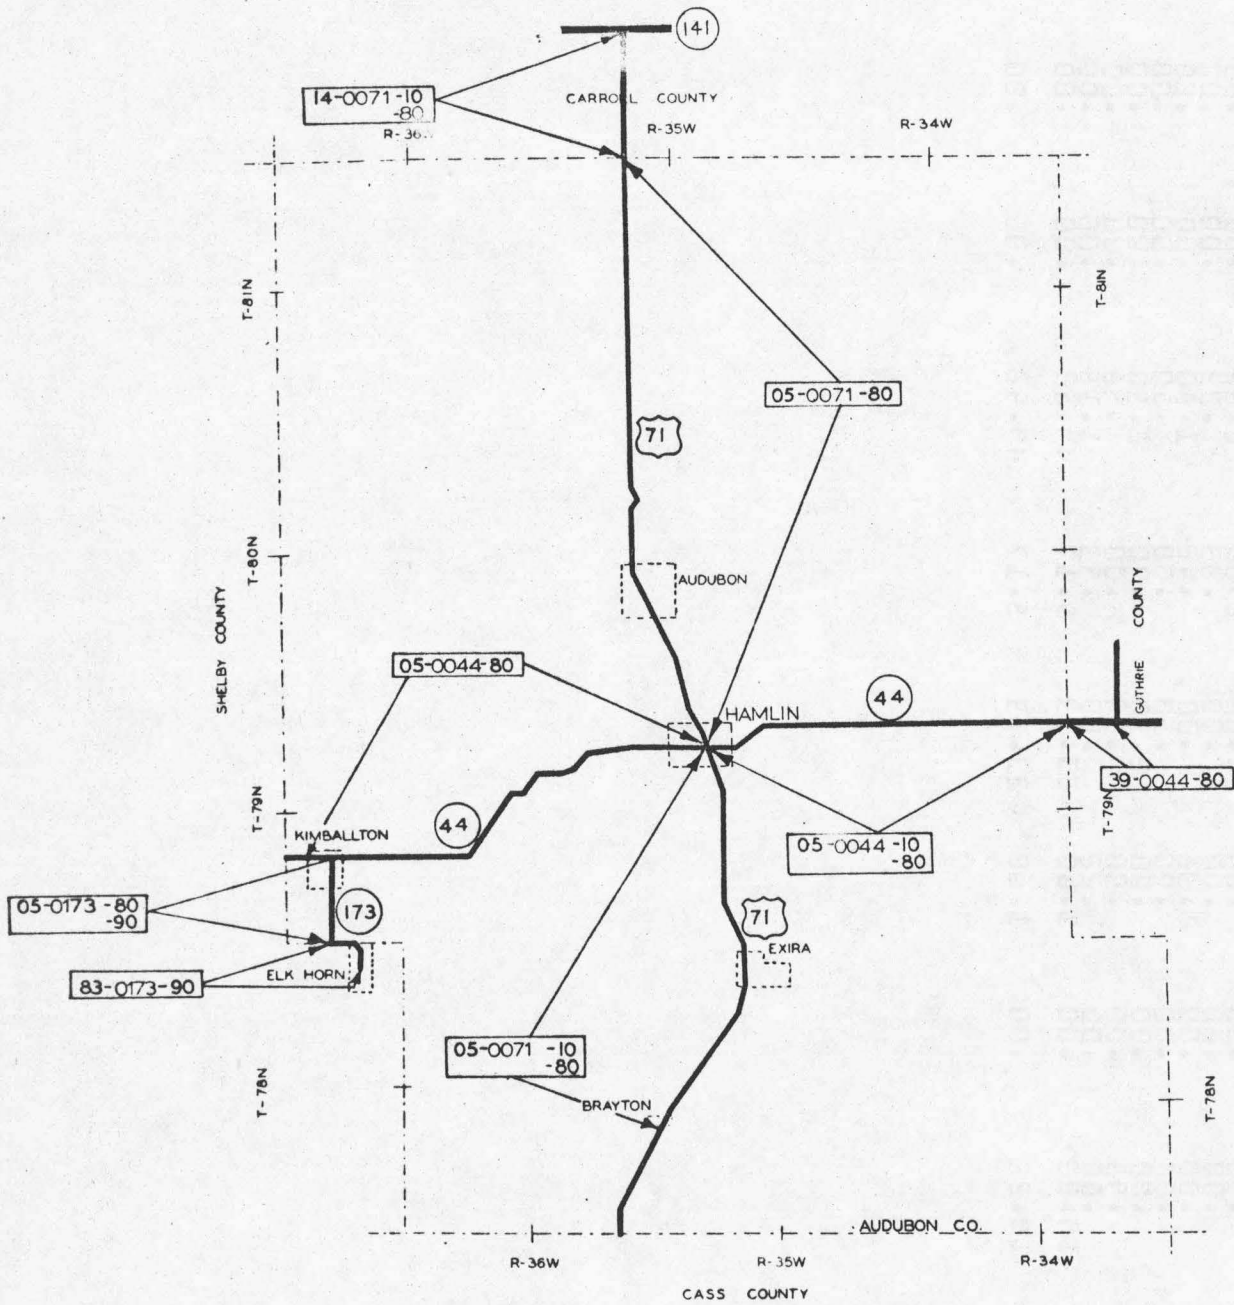 141
14-0071-10
-80
CARROLL COUNTY
R-36W
R-35W
R-34W
T-81N
T-81N
05-0071-80
71
AUDUBON
T-80N
SHELBY COUNTY
GUTHRIE COUNTY
05-0044-80
44
HAMLIN
39-0044-80
T-79N
T-79N
KIMBALLTON
44
05-0044-10
-80
05-0173-80
-90
173
71
EXIRA
ELK HORN
83-0173-90
05-0071-10
-80
T-78N
T-78N
BRAYTON
AUDUBON CO.
R-36W
R-35W
R-34W
CASS COUNTY